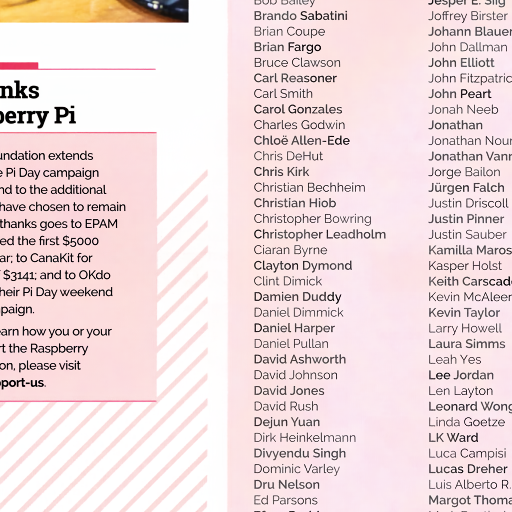 nks
berry Pi
undation extends
e Pi Day campaign
nd to the additional
have chosen to remain
thanks goes to EPAM
ed the first $5000
ar; to CanaKit for
$3141; and to OKdo
heir Pi Day weekend
paign.
earn how you or your
rt the Raspberry
on, please visit
port-us.
Bob Bailey
Brando Sabatini
Brian Coupe
Brian Fargo
Bruce Clawson
Carl Reasoner
Carl Smith
Carol Gonzales
Charles Godwin
Chloë Allen-Ede
Chris DeHut
Chris Kirk
Christian Bechheim
Christian Hiob
Christopher Bowring
Christopher Leadholm
Ciaran Byrne
Clayton Dymond
Clint Dimick
Damien Duddy
Daniel Dimmick
Daniel Harper
Daniel Pullan
David Ashworth
David Johnson
David Jones
David Rush
Dejun Yuan
Dirk Heinkelmann
Divyendu Singh
Dominic Varley
Dru Nelson
Ed Parsons
Jesper E. Siig
Joffrey Birster
Johann Blauer
John Dallman
John Elliott
John Fitzpatric
John Peart
Jonah Neeb
Jonathan
Jonathan Nour
Jonathan Vann
Jorge Bailon
Jürgen Falch
Justin Driscoll
Justin Pinner
Justin Sauber
Kamilla Maros
Kasper Holst
Keith Carscad
Kevin McAleer
Kevin Taylor
Larry Howell
Laura Simms
Leah Yes
Lee Jordan
Len Layton
Leonard Wong
Linda Goetze
LK Ward
Luca Campisi
Lucas Dreher
Luis Alberto R.
Margot Thoma